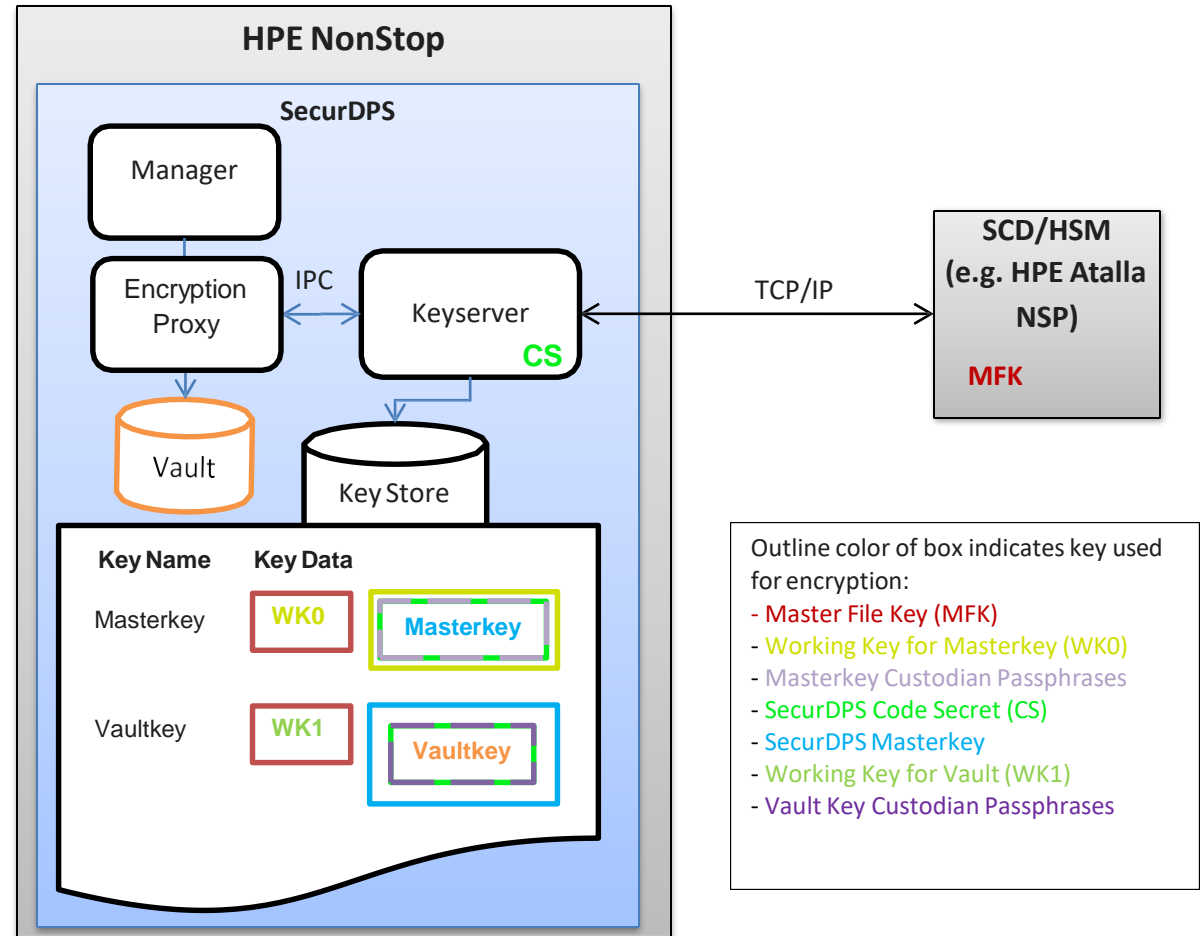 HPE NonStop
SecurDPS
Manager
Encryption
Proxy
IPC
Keyserver
CS
TCP/IP
SCD/HSM
(e.g. HPE Atalla
NSP)
MFK
Vault
Key Store
Key Name Key Data
Masterkey WK0 Masterkey
Vaultkey WK1 Vaultkey
Outline color of box indicates key used
for encryption:
- Master File Key (MFK)
- Working Key for Masterkey (WK0)
- Masterkey Custodian Passphrases
- SecurDPS Code Secret (CS)
- SecurDPS Masterkey
- Working Key for Vault (WK1)
- Vault Key Custodian Passphrases